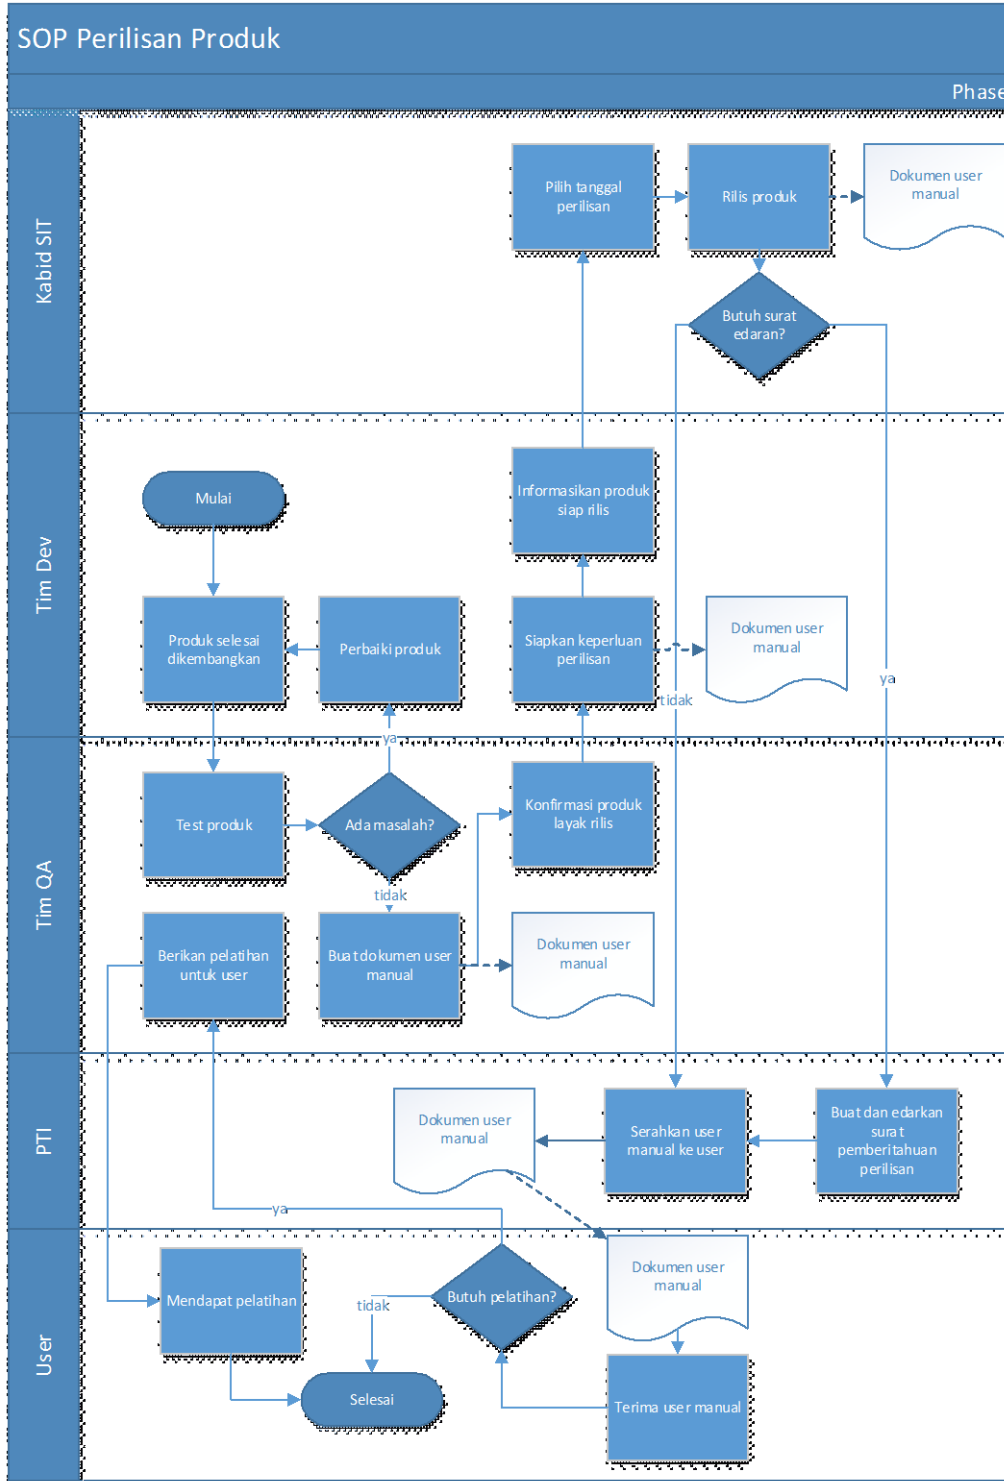 SOP Perilisan Produk
Phase
Kabid SIT
Pilih tanggal
perilisan
Rilis produk
Dokumen user
manual
Butuh surat
edaran?
Tim Dev
Mulai
Informasikan produk
siap rilis
Produk selesai
dikembangkan
Perbaiki produk
Siapkan keperluan
perilisan
Dokumen user
manual
tidak
ya
ya
Tim QA
Test produk
Ada masalah?
Konfirmasi produk
layak rilis
tidak
Berikan pelatihan
untuk user
Buat dokumen user
manual
Dokumen user
manual
PTI
Dokumen user
manual
Serahkan user
manual ke user
Buat dan edarkan
surat
pemberitahuan
perilisan
ya
User
Mendapat pelatihan
tidak
Butuh pelatihan?
Dokumen user
manual
Selesai
Terima user manual